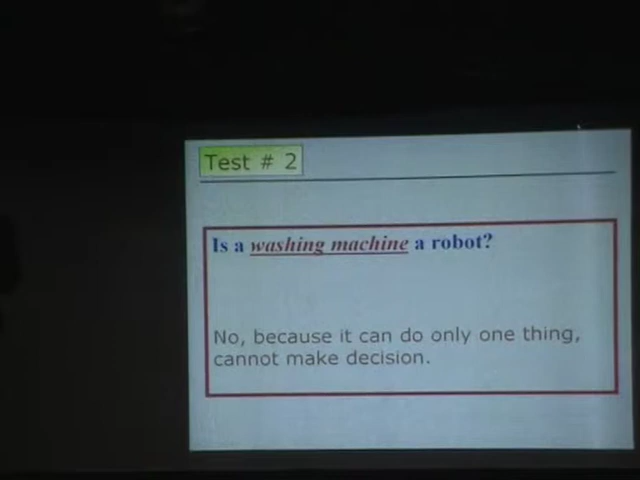 Test # 2
Is a washing machine a robot?
No, because it can do only one thing,
cannot make decision.